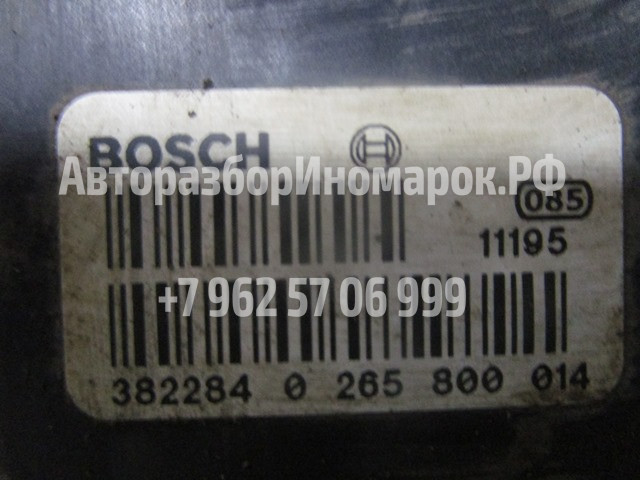 BOSCH
АвторазборИномарок.РФ
085
11195
+7 962 57 06 999
382284 0 265 800 014